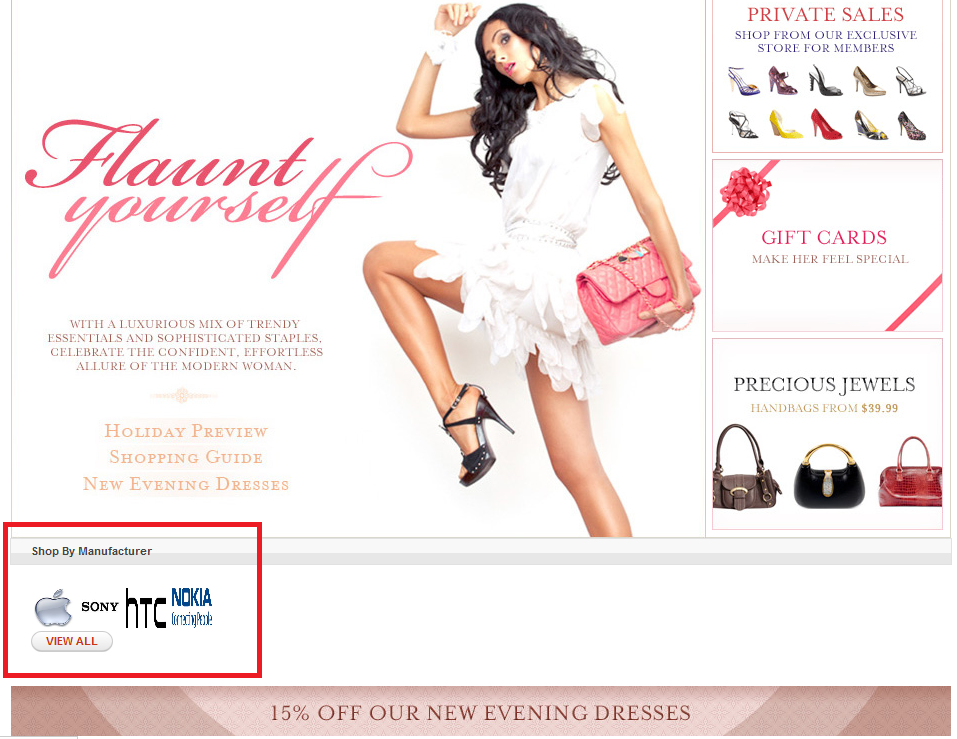 Flaunt
yourself
WITH A LUXURIOUS MIX OF TRENDY
ESSENTIALS AND SOPHISTICATED STAPLES,
CELEBRATE THE CONFIDENT, EFFORTLESS
ALLURE OF THE MODERN WOMAN.
HOLIDAY PREVIEW
SHOPPING GUIDE
NEW EVENING DRESSES
PRIVATE SALES
SHOP FROM OUR EXCLUSIVE
STORE FOR MEMBERS
GIFT CARDS
MAKE HER FEEL SPECIAL
PRECIOUS JEWELS
HANDBAGS FROM $39.99
Shop By Manufacturer
SONY
hTC
NOKIA
Connecting People
VIEW ALL
15% OFF OUR NEW EVENING DRESSES